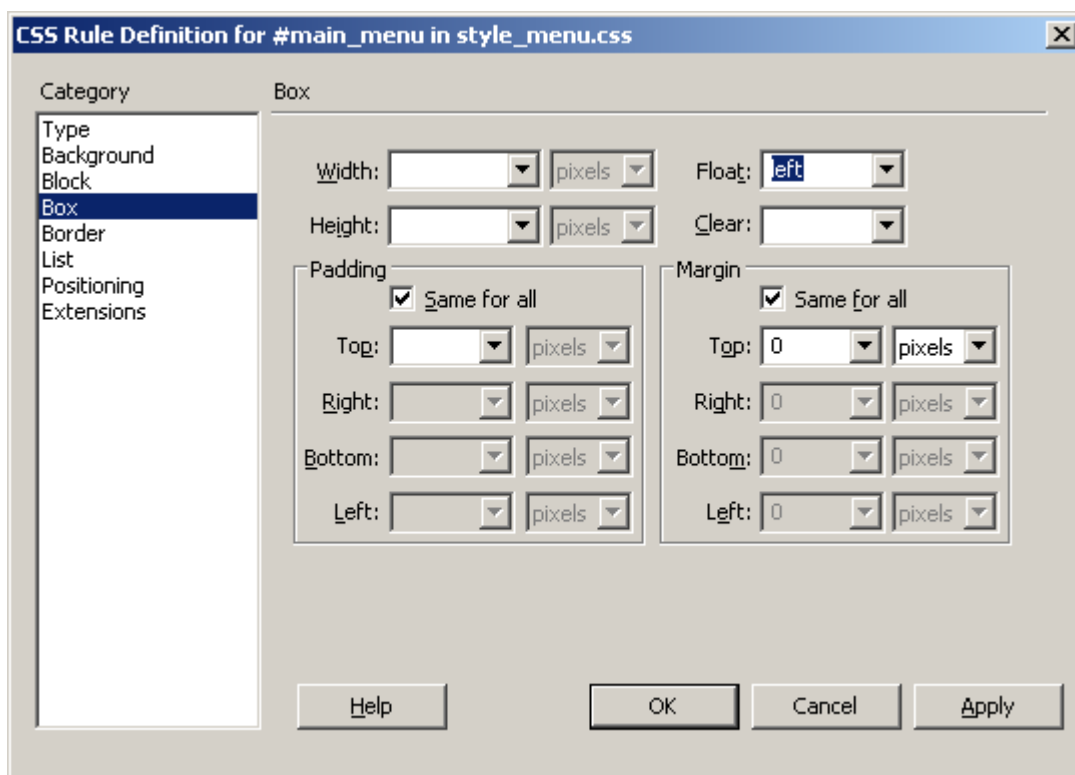 CSS Rule Definition for #main_menu in style_menu.css
Category
Box
Type
Background
Block
Box
Border
List
Positioning
Extensions
Width: pixels Float: left
Height: pixels Clear:
Padding Margin
Same for all Same for all
Top: pixels Top: 0 pixels
Right: pixels Right: 0 pixels
Bottom: pixels Bottom: 0 pixels
Left: pixels Left: 0 pixels
Help OK Cancel Apply